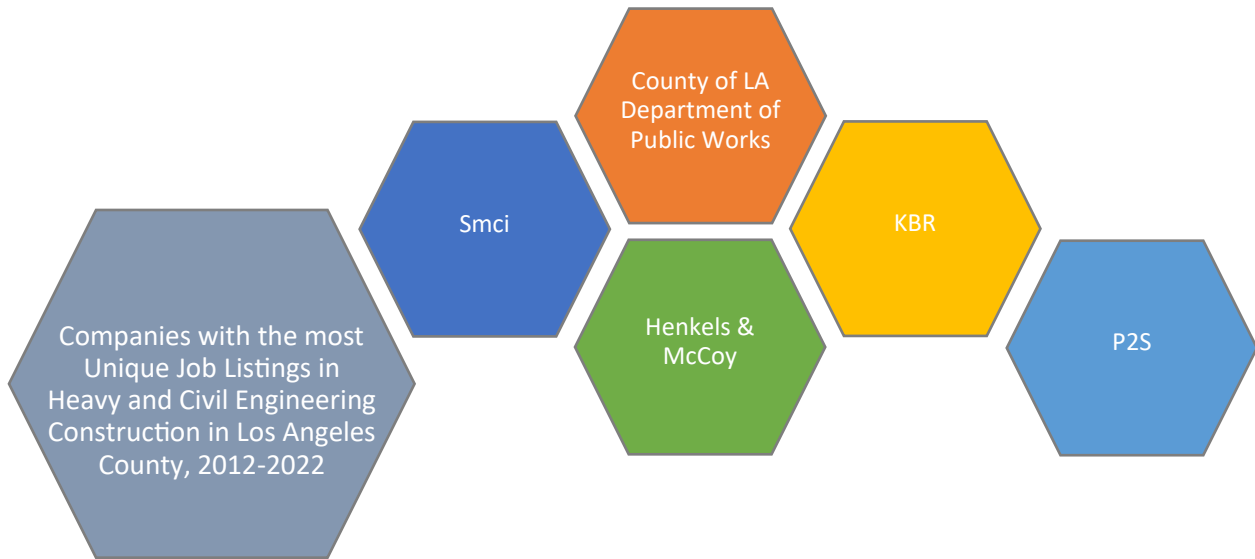 Companies with the most
Unique Job Listings in
Heavy and Civil Engineering
Construction in Los Angeles
County, 2012-2022
Smci
County of LA
Department of
Public Works
Henkels &
McCoy
KBR
P2S